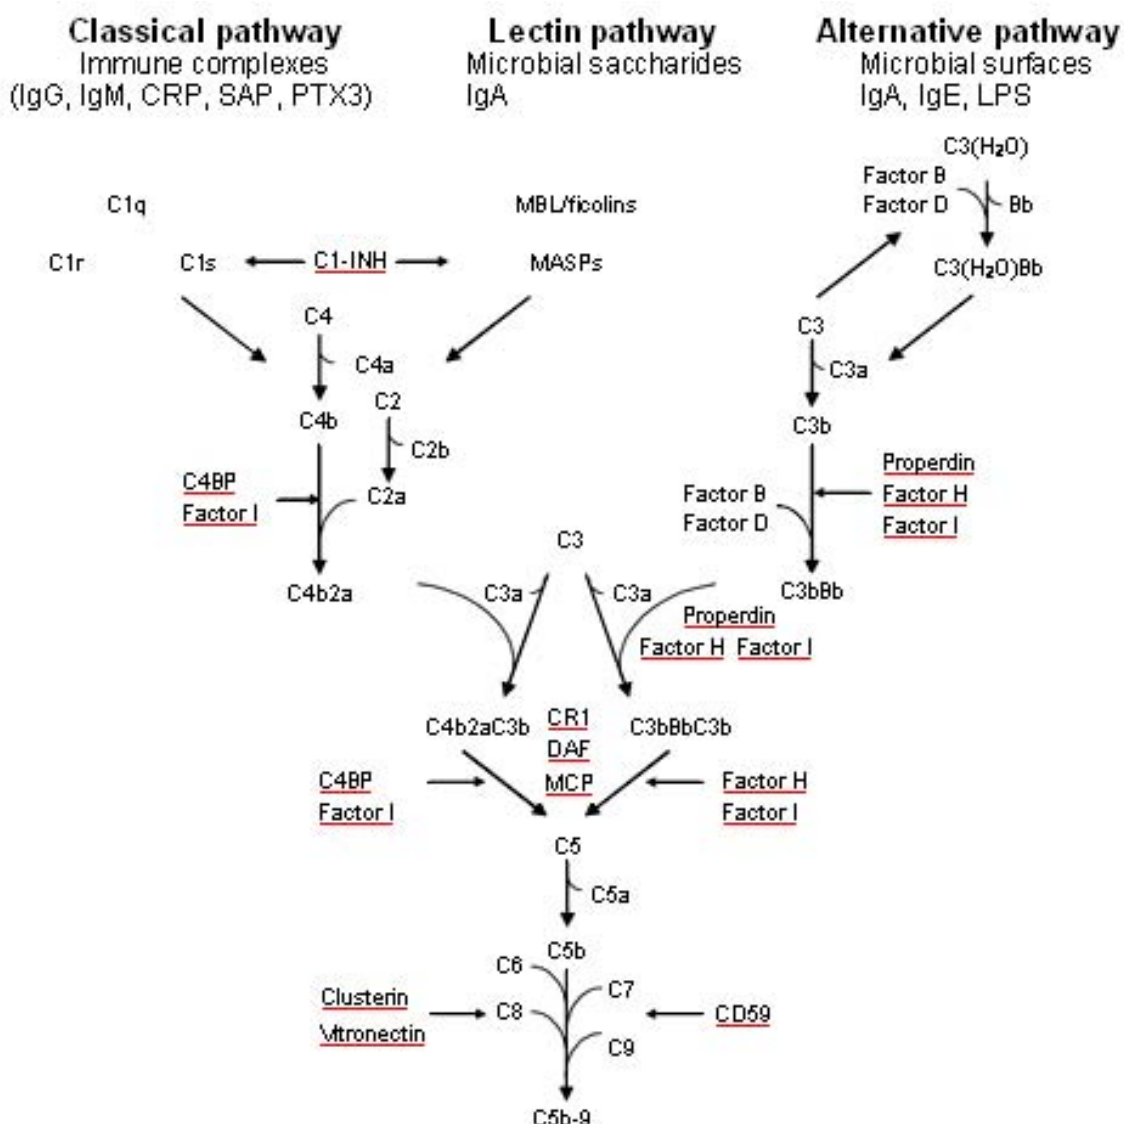 Classical pathway
Immune complexes
(IgG, IgM, CRP, SAP, PTX3)
Lectin pathway
Microbial saccharides
IgA
Alternative pathway
Microbial surfaces
IgA, IgE, LPS
C3(H₂O)
Factor B
Factor D
Bb
C3(H₂O)Bb
C1q
MBL/ficolins
C1r
C1s
C1-INH
MASPs
C4
C4a
C2
C4b
C2b
C4BP
Factor I
C2a
C4b2a
C3
C3a
C3b
Properdin
Factor H
Factor I
Factor B
Factor D
C3bBb
C3
C3a
C3a
Properdin
Factor H Factor I
C4b2aC3b
CR1
DAF
MCP
C3bBbC3b
C4BP
Factor I
Factor H
Factor I
C5
C5a
C5b
C6
C7
C8
C9
Clusterin
Vitronectin
CD59
C5b-9